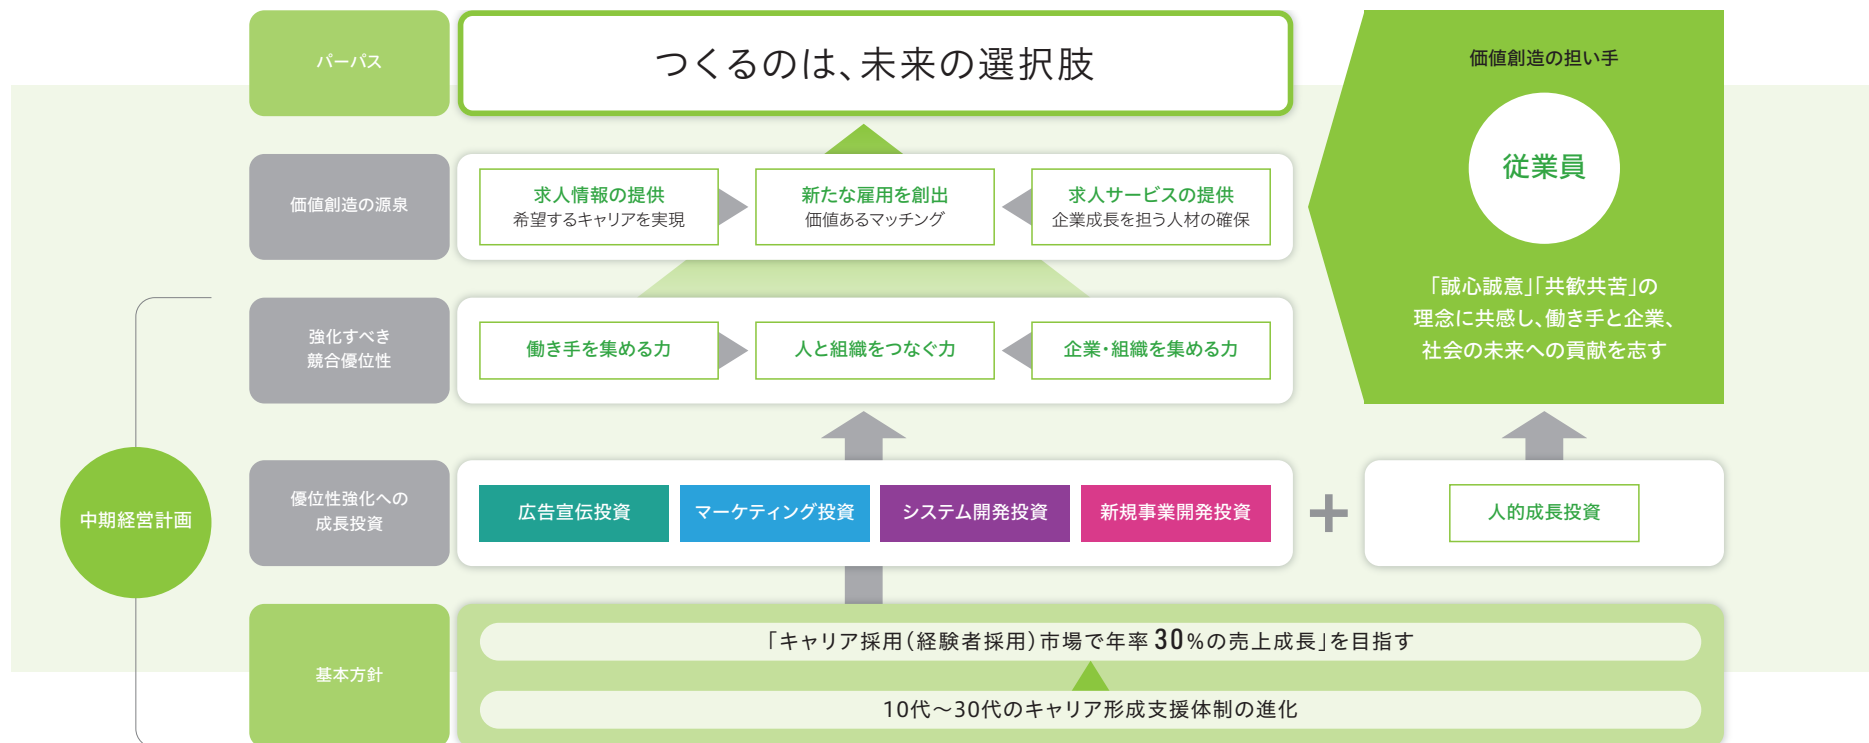 パーパス
つくるのは、未来の選択肢
価値創造の担い手
従業員
「誠心誠意」「共歓共苦」の
理念に共感し、働き手と企業、
社会の未来への貢献を志す
価値創造の源泉
求人情報の提供
希望するキャリアを実現
新たな雇用を創出
価値あるマッチング
求人サービスの提供
企業成長を担う人材の確保
強化すべき
競合優位性
働き手を集める力
人と組織をつなぐ力
企業・組織を集める力
中期経営計画
優位性強化への
成長投資
広告宣伝投資
マーケティング投資
システム開発投資
新規事業開発投資
+
人的成長投資
基本方針
「キャリア採用(経験者採用)市場で年率30%の売上成長」を目指す
10代〜30代のキャリア形成支援体制の進化